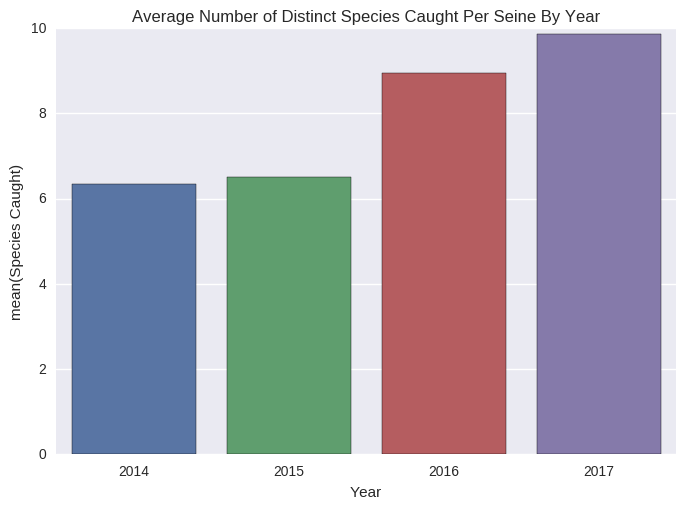 Average Number of Distinct Species Caught Per Seine By Year
10
8
6
4
2
0
mean(Species Caught)
2014 2015 2016 2017
Year